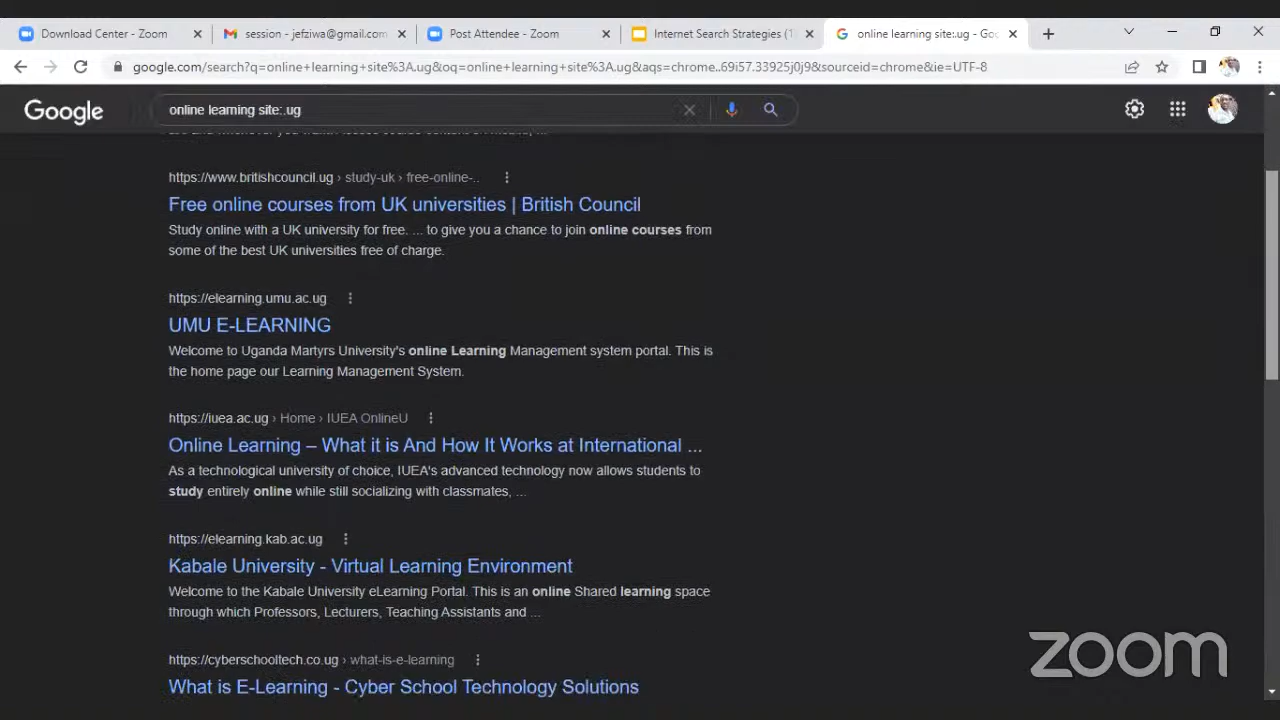 Download Center - Zoom
session - jefziwa@gmail.com
Post Attendee - Zoom
Internet Search Strategies (1
online learning site:.ug - Goo
google.com/search?q=online+learning+site%3A.ug&oq=online+learning+site%3A.ug&aqs=chrome..69i57.33925j0j9&sourceid=chrome&ie=UTF-8
Google
online learning site:.ug
https://www.britishcouncil.ug › study-uk › free-online-..
Free online courses from UK universities | British Council
Study online with a UK university for free. ... to give you a chance to join online courses from
some of the best UK universities free of charge.
https://elearning.umu.ac.ug
UMU E-LEARNING
Welcome to Uganda Martyrs University's online Learning Management system portal. This is
the home page our Learning Management System.
https://iuea.ac.ug › Home › IUEA OnlineU
Online Learning – What it is And How It Works at International ...
As a technological university of choice, IUEA's advanced technology now allows students to
study entirely online while still socializing with classmates, ...
https://elearning.kab.ac.ug
Kabale University - Virtual Learning Environment
Welcome to the Kabale University eLearning Portal. This is an online Shared learning space
through which Professors, Lecturers, Teaching Assistants and ...
https://cyberschooltech.co.ug › what-is-e-learning
What is E-Learning - Cyber School Technology Solutions
zoom